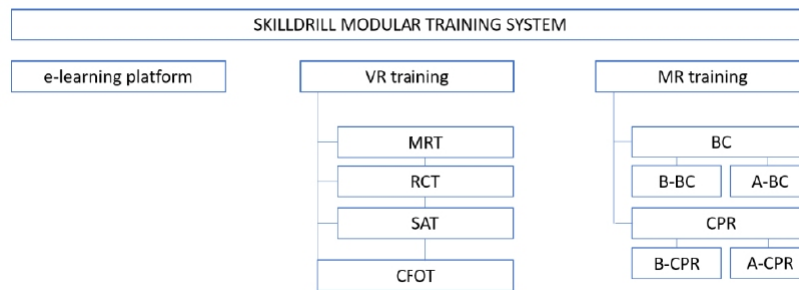 SKILLDRILL MODULAR TRAINING SYSTEM
e-learning platform
VR training
MR training
MRT
RCT
SAT
CFOT
BC
B-BC
A-BC
CPR
B-CPR
A-CPR